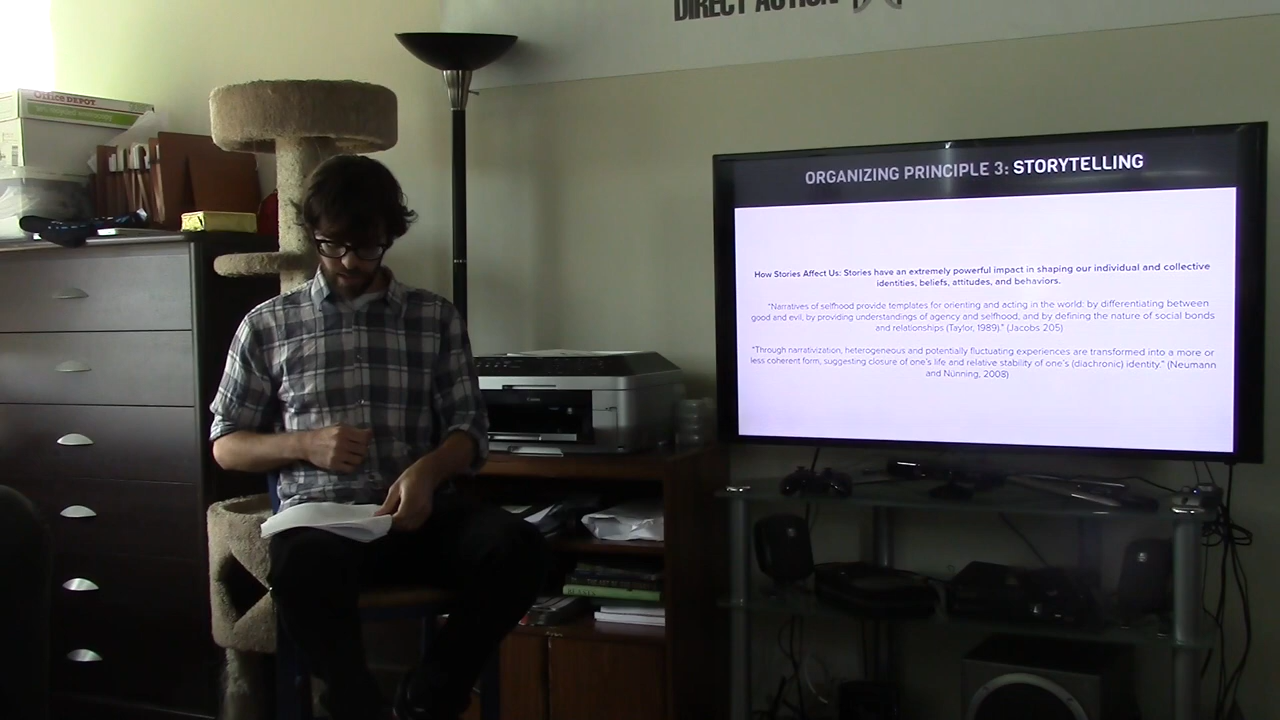 DIRECT ACTION
Office DEPOT
ORGANIZING PRINCIPLE 3: STORYTELLING
How Stories Affect Us: Stories have an extremely powerful impact in shaping our individual and collective
identities, beliefs, attitudes, and behaviors.
"Narratives of selfhood provide templates for orienting and acting in the world: by differentiating between
good and evil, by providing understandings of agency and selfhood, and by defining the nature of social bonds
and relationships (Taylor, 1989)." (Jacobs 205)
"Through narrativization, heterogeneous and potentially fluctuating experiences are transformed into a more or
less coherent form, suggesting closure of one's life and relative stability of one's (diachronic) identity." (Neumann
and Nünning, 2008)
Canon